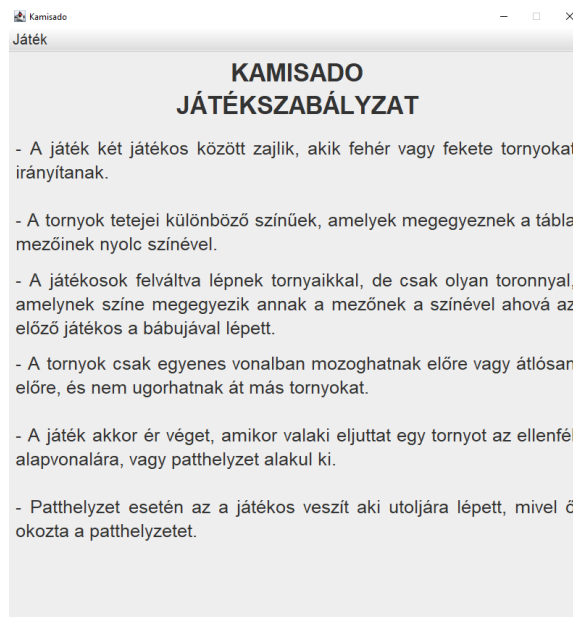 Kamisado
Játék
KAMISADO
JÁTÉKSZABÁLYZAT
- A játék két játékos között zajlik, akik fehér vagy fekete tornyokat
irányítanak.
- A tornyok tetejei különböző színűek, amelyek megegyeznek a tábla
mezőinek nyolc színével.
- A játékosok felváltva lépnek tornyaikkal, de csak olyan toronnyal,
amelynek színe megegyezik annak a mezőnek a színével ahová az
előző játékos a bábujával lépett.
- A tornyok csak egyenes vonalban mozoghatnak előre vagy átlósan
előre, és nem ugorhatnak át más tornyokat.
- A játék akkor ér véget, amikor valaki eljuttat egy tornyot az ellenfél
alapvonalára, vagy patthelyzet alakul ki.
- Patthelyzet esetén az a játékos veszít aki utoljára lépett, mivel ő
okozta a patthelyzetet.